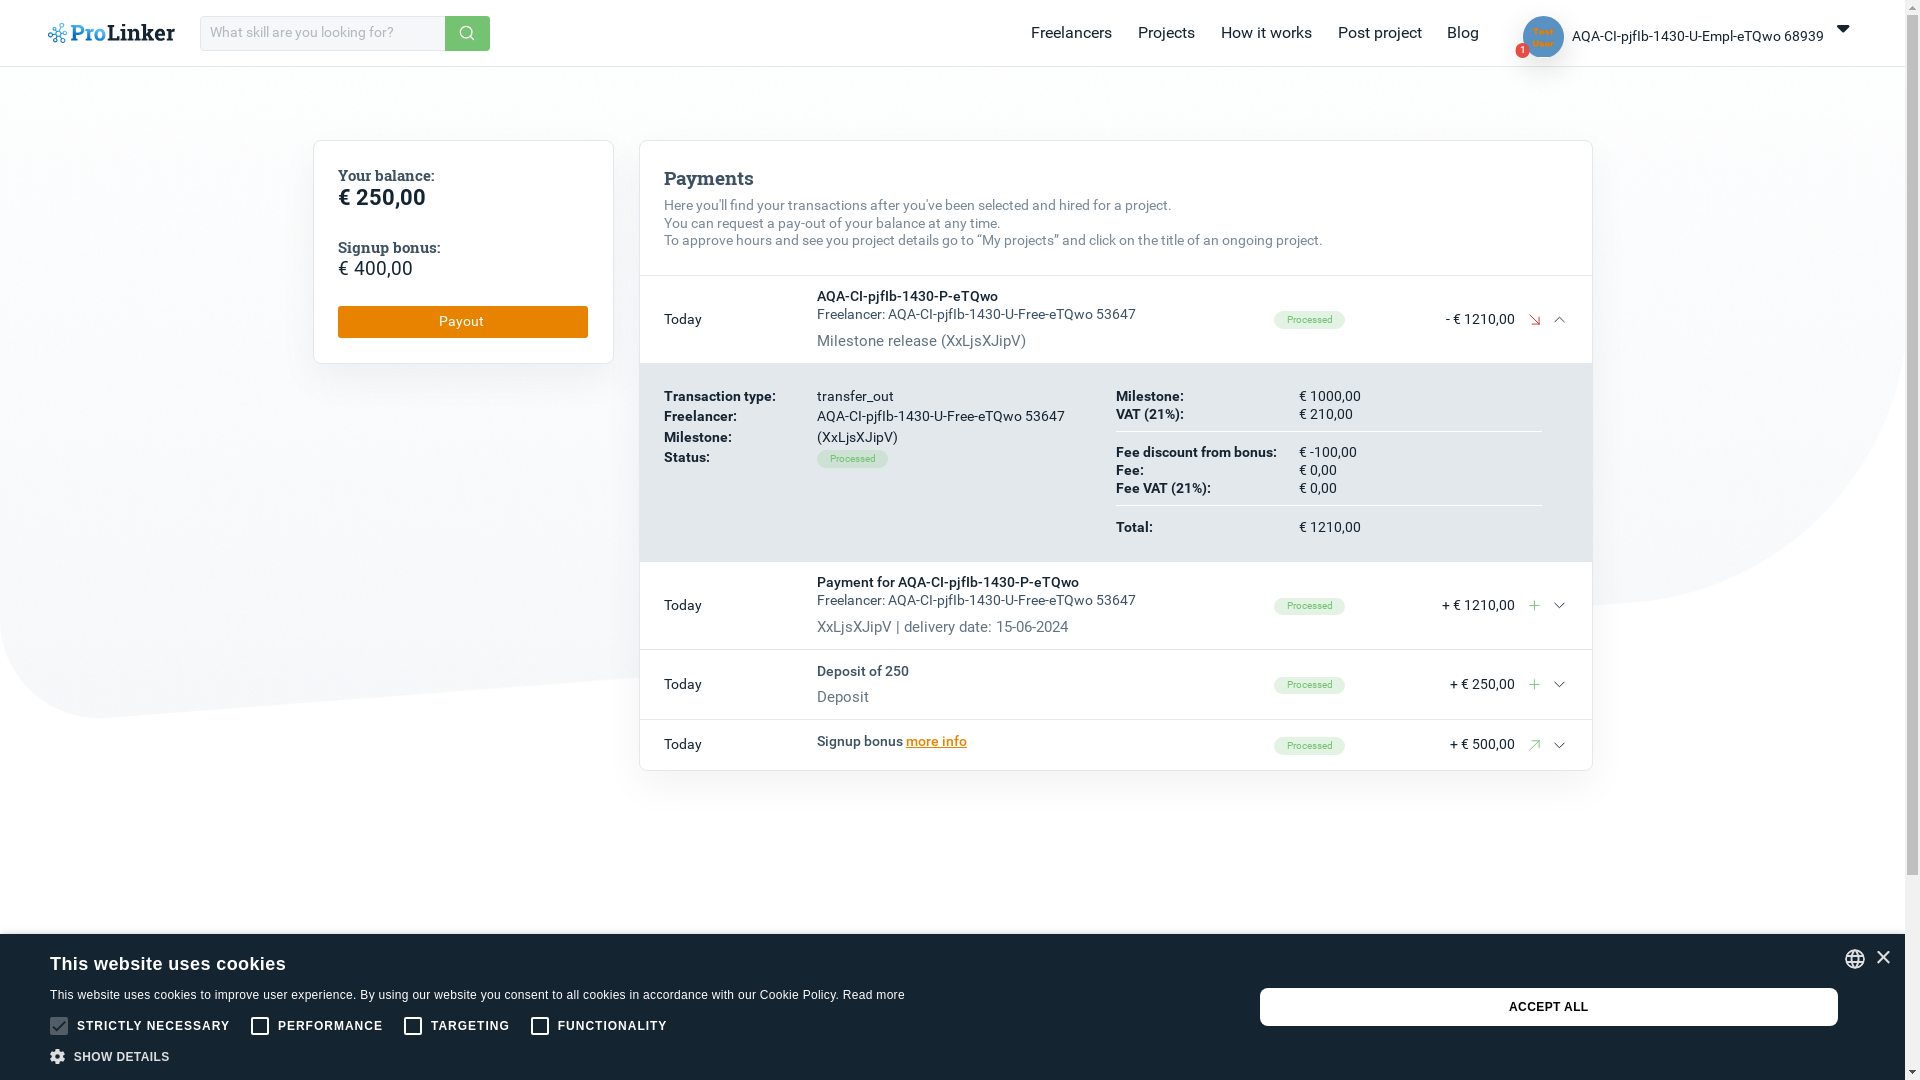 ProLinker
What skill are you looking for?
Freelancers
Projects
How it works
Post project
Blog
Test
User
1
AQA-CI-pjfIb-1430-U-Empl-eTQwo 68939
Your balance:
€ 250,00
Signup bonus:
€ 400,00
Payout
Payments
Here you'll find your transactions after you've been selected and hired for a project.
You can request a pay-out of your balance at any time.
To approve hours and see you project details go to “My projects” and click on the title of an ongoing project.
Today
AQA-CI-pjfIb-1430-P-eTQwo
Freelancer: AQA-CI-pjfIb-1430-U-Free-eTQwo 53647
Milestone release (XxLjsXJipV)
Processed
- € 1210,00
Transaction type: transfer_out
Freelancer: AQA-CI-pjfIb-1430-U-Free-eTQwo 53647
Milestone: (XxLjsXJipV)
Status: Processed
Milestone: € 1000,00
VAT (21%): € 210,00
Fee discount from bonus: € -100,00
Fee: € 0,00
Fee VAT (21%): € 0,00
Total: € 1210,00
Today
Payment for AQA-CI-pjfIb-1430-P-eTQwo
Freelancer: AQA-CI-pjfIb-1430-U-Free-eTQwo 53647
XxLjsXJipV | delivery date: 15-06-2024
Processed
+ € 1210,00
Today
Deposit of 250
Deposit
Processed
+ € 250,00
Today
Signup bonus more info
Processed
+ € 500,00
This website uses cookies
This website uses cookies to improve user experience. By using our website you consent to all cookies in accordance with our Cookie Policy. Read more
STRICTLY NECESSARY
PERFORMANCE
TARGETING
FUNCTIONALITY
SHOW DETAILS
ACCEPT ALL